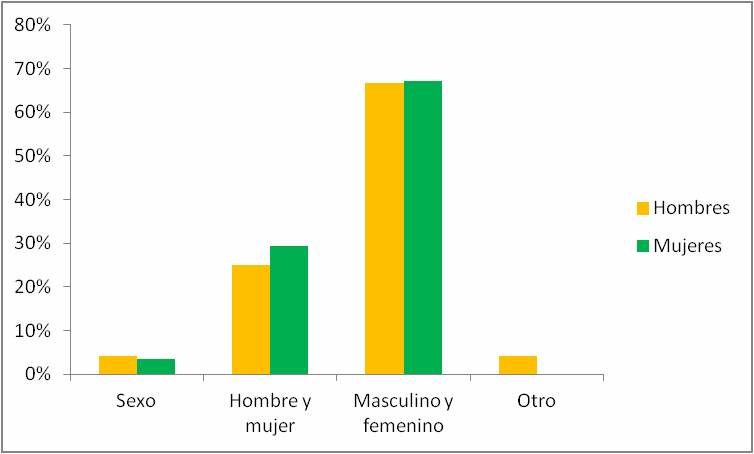 80%
70%
60%
50%
40%
30%
20%
10%
0%
Sexo
Hombre y
mujer
Masculino y
femenino
Otro
Hombres
Mujeres